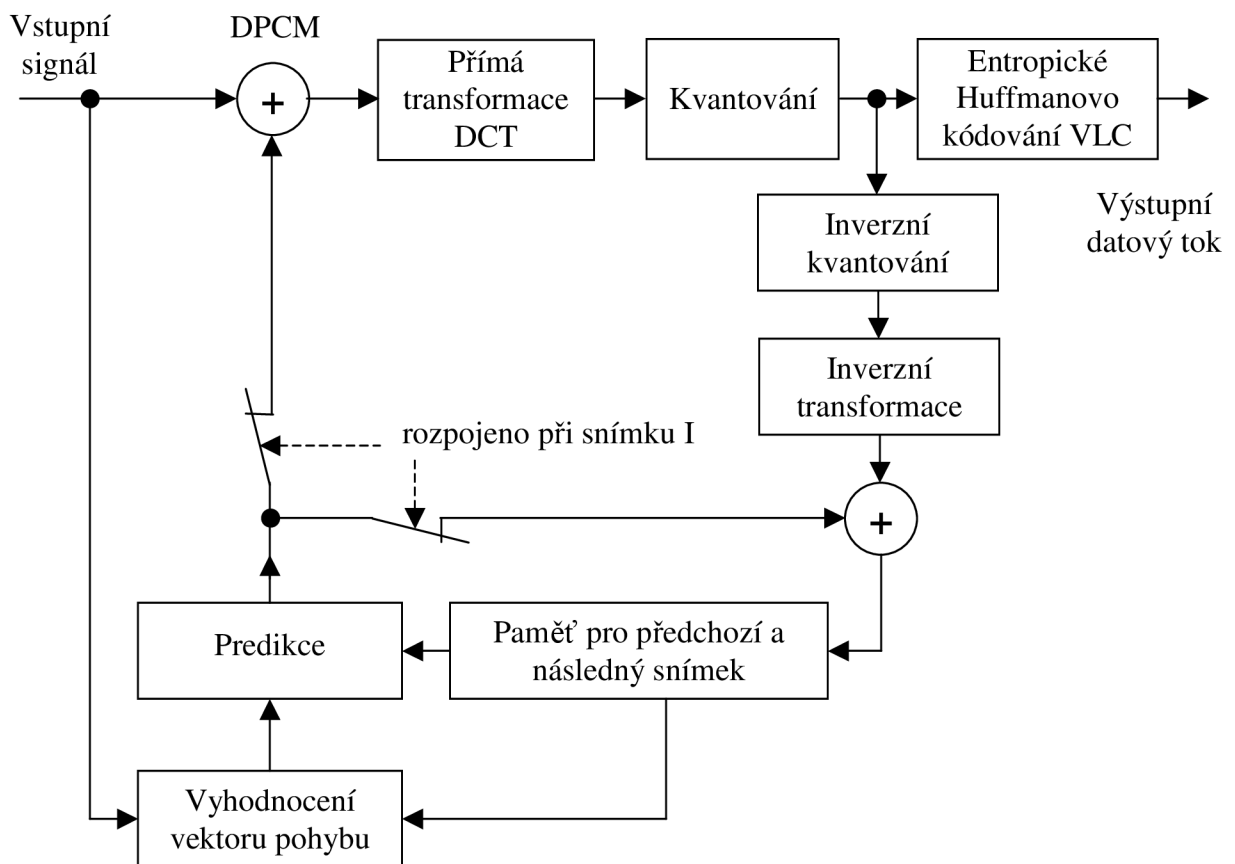 Vstupní
signál
DPCM
+
Přímá
transformace
DCT
Kvantování
Entropické
Huffmanovo
kódování VLC
Výstupní
datový tok
Inverzní
kvantování
Inverzní
transformace
rozpojeno při snímku I
+
Predikce
Paměť pro předchozí a
následný snímek
Vyhodnocení
vektoru pohybu